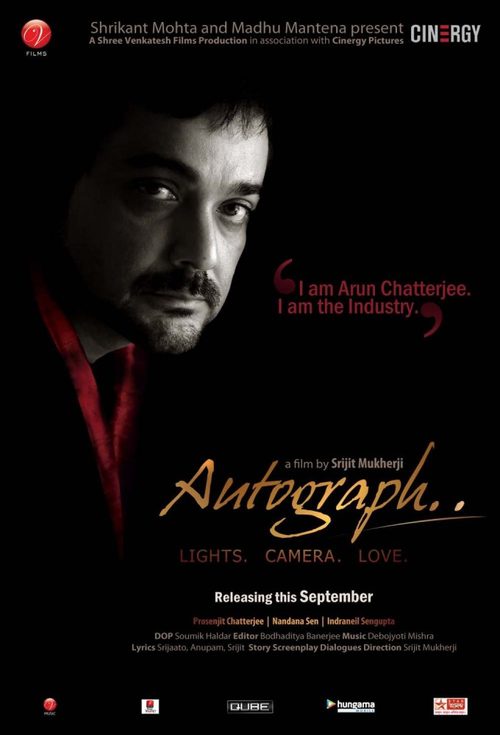 Shrikant Mohta and Madhu Mantena present
A Shree Venkatesh Films Production in association with Cinergy Pictures
CINERGY
FILMS
‘I am Arun Chatterjee.
I am the Industry.’
a film by Srijit Mukherji
Autograph..
LIGHTS. CAMERA. LOVE.
Releasing this September
Prosenjit Chatterjee | Nandana Sen | Indraneil Sengupta
DOP Soumik Haldar Editor Bodhaditya Banerjee Music Debojyoti Mishra
Lyrics Srijaato, Anupam, Srijit Story Screenplay Dialogues Direction Srijit Mukherji
MUSIC
QUBE
hungama
MOBILE
STAR